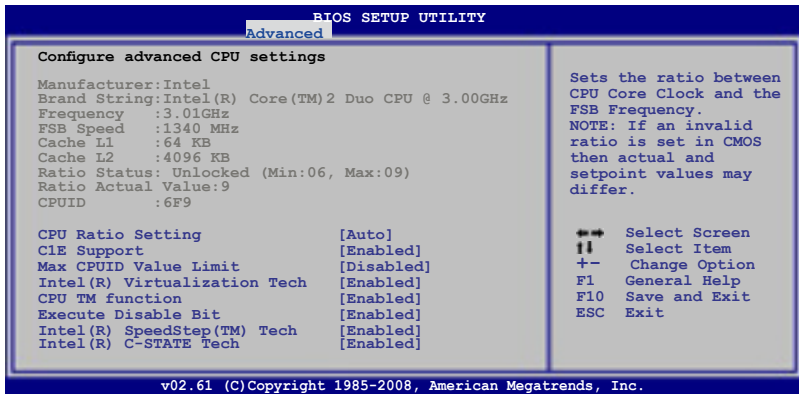 BIOS SETUP UTILITY
Advanced
Configure advanced CPU settings
Manufacturer:Intel
Brand String:Intel(R) Core(TM)2 Duo CPU @ 3.00GHz
Frequency :3.01GHz
FSB Speed :1340 MHz
Cache L1 :64 KB
Cache L2 :4096 KB
Ratio Status: Unlocked (Min:06, Max:09)
Ratio Actual Value:9
CPUID :6F9
CPU Ratio Setting [Auto]
C1E Support [Enabled]
Max CPUID Value Limit [Disabled]
Intel(R) Virtualization Tech [Enabled]
CPU TM function [Enabled]
Execute Disable Bit [Enabled]
Intel(R) SpeedStep(TM) Tech [Enabled]
Intel(R) C-STATE Tech [Enabled]
Sets the ratio between
CPU Core Clock and the
FSB Frequency.
NOTE: If an invalid
ratio is set in CMOS
then actual and
setpoint values may
differ.
←→ Select Screen
↑↓ Select Item
+- Change Option
F1 General Help
F10 Save and Exit
ESC Exit
v02.61 (C)Copyright 1985-2008, American Megatrends, Inc.